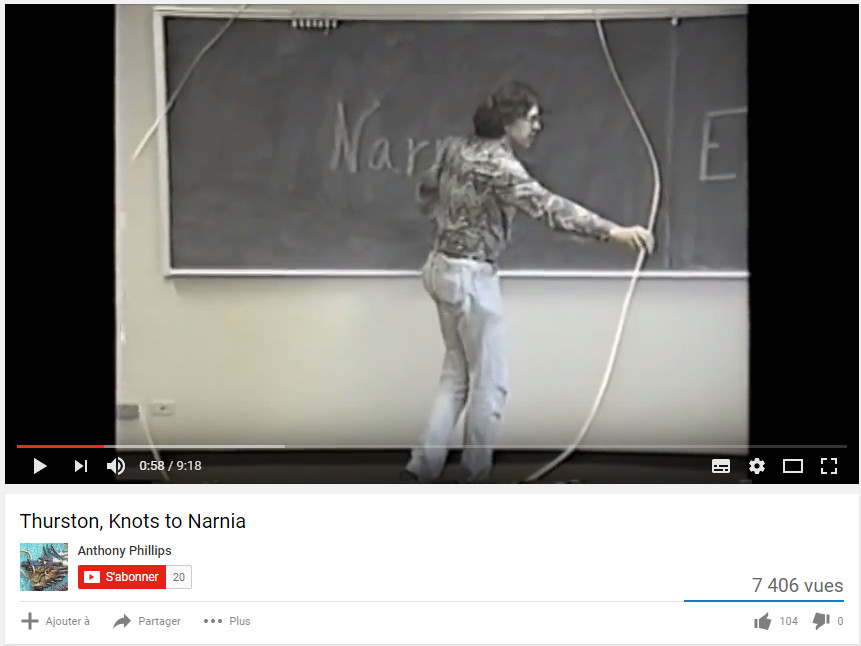 Nar
E
0:58 / 9:18
Thurston, Knots to Narnia
Anthony Phillips
S'abonner 20
7 406 vues
Ajouter à Partager Plus
104 0